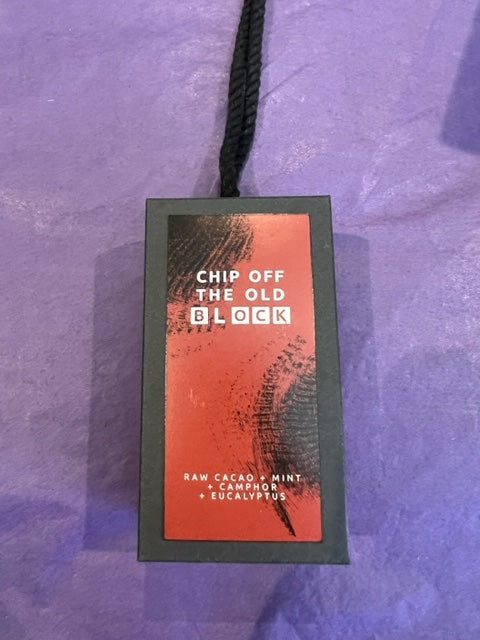 CHIP OFF
THE OLD
BLOCK
RAW CACAO + MINT
+ CAMPHOR
+ EUCALYPTUS